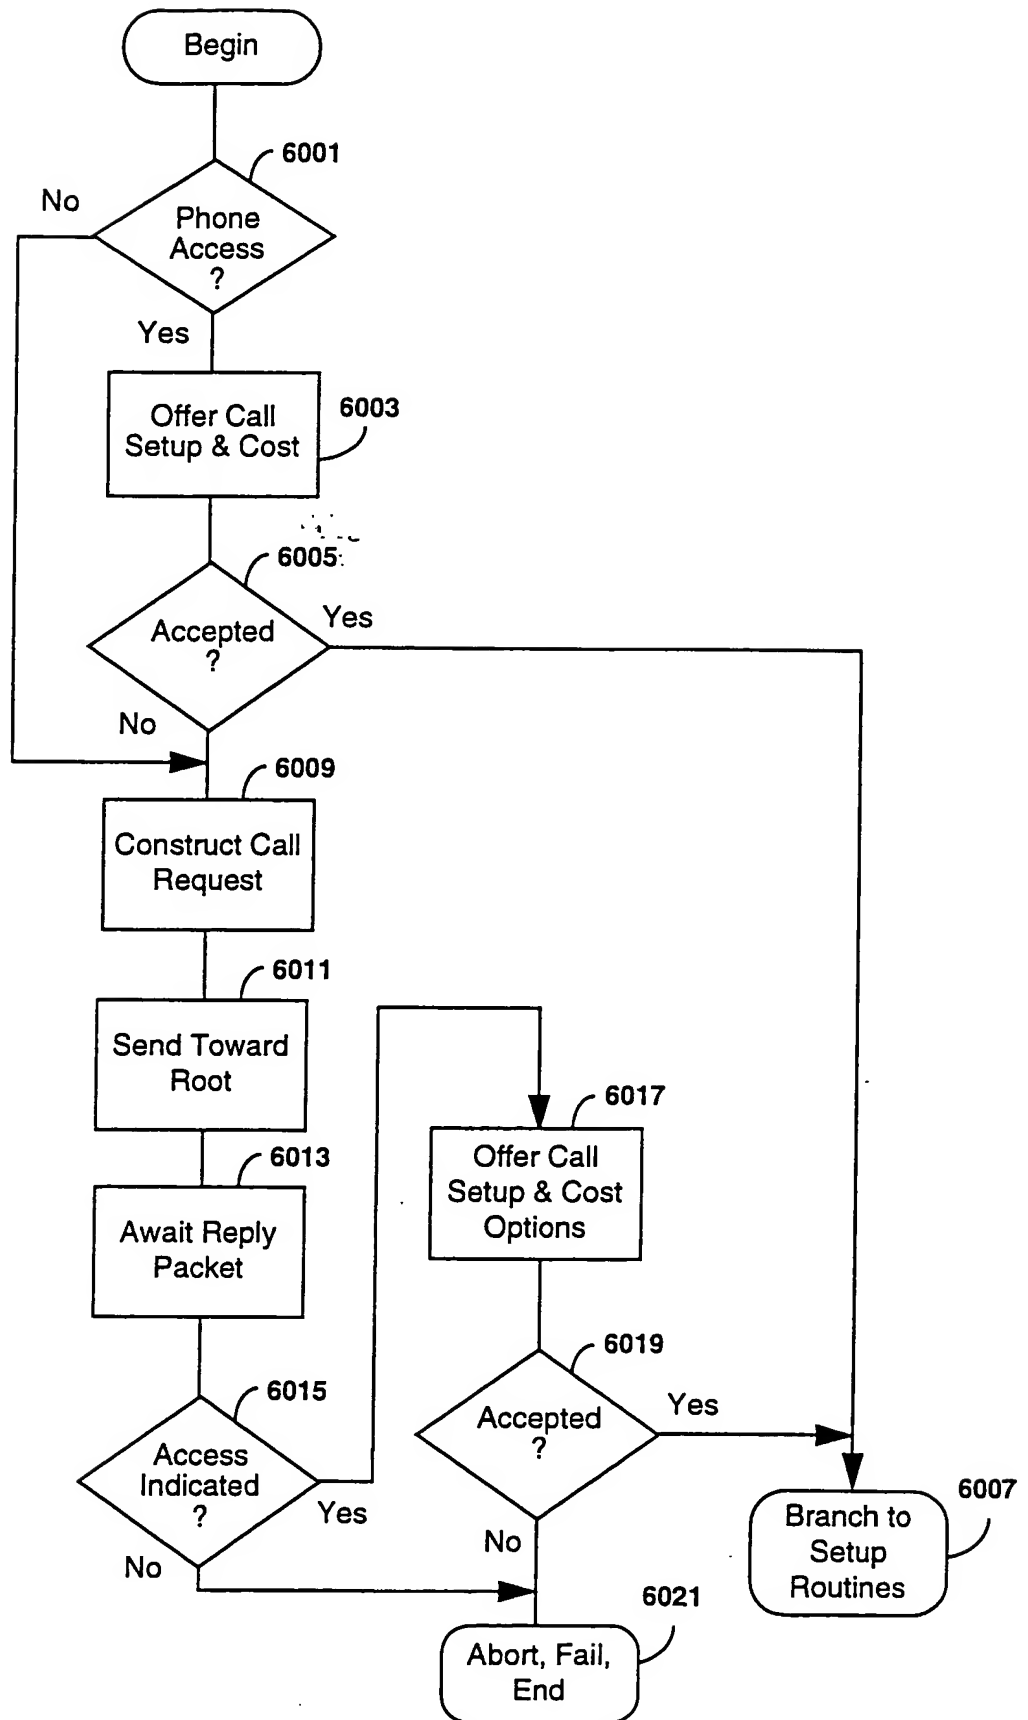 Begin
6001
No
Phone
Access
?
Yes
Offer Call
Setup & Cost
6003
6005
Accepted
?
Yes
No
6009
Construct Call
Request
6011
Send Toward
Root
6013
Await Reply
Packet
6015
Access
Indicated
?
Yes
No
6017
Offer Call
Setup & Cost
Options
6019
Accepted
?
Yes
No
6007
Branch to
Setup
Routines
6021
Abort, Fail,
End